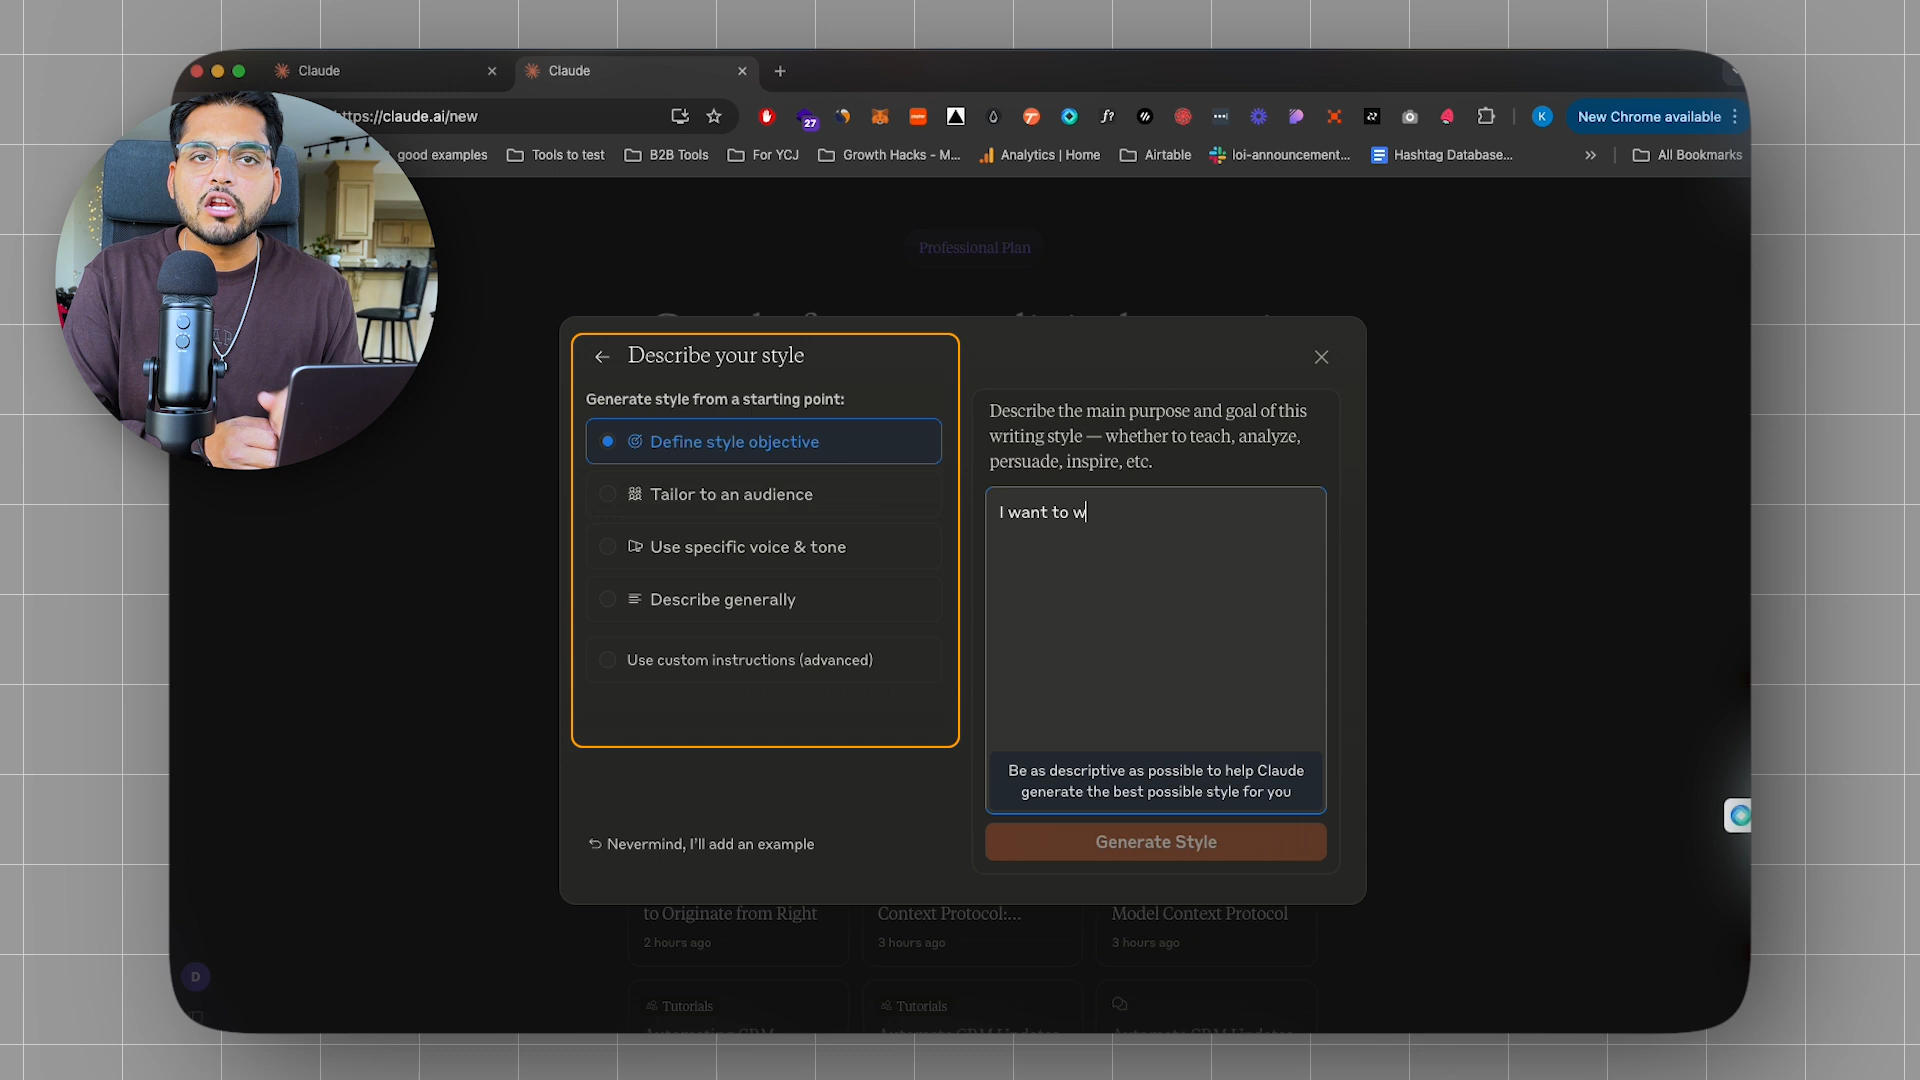 Claude
Claude
ttps://claude.ai/new
27
K
New Chrome available
good examples
Tools to test
B2B Tools
For YCJ
Growth Hacks - M...
Analytics | Home
Airtable
loi-announcement...
Hashtag Database...
All Bookmarks
Professional Plan
Describe your style
Generate style from a starting point:
Define style objective
Tailor to an audience
Use specific voice & tone
Describe generally
Use custom instructions (advanced)
Nevermind, I'll add an example
Describe the main purpose and goal of this
writing style — whether to teach, analyze,
persuade, inspire, etc.
I want to w
Be as descriptive as possible to help Claude
generate the best possible style for you
Generate Style
to Originate from Right
2 hours ago
Context Protocol:...
3 hours ago
Model Context Protocol
3 hours ago
D
Tutorials
Tutorials